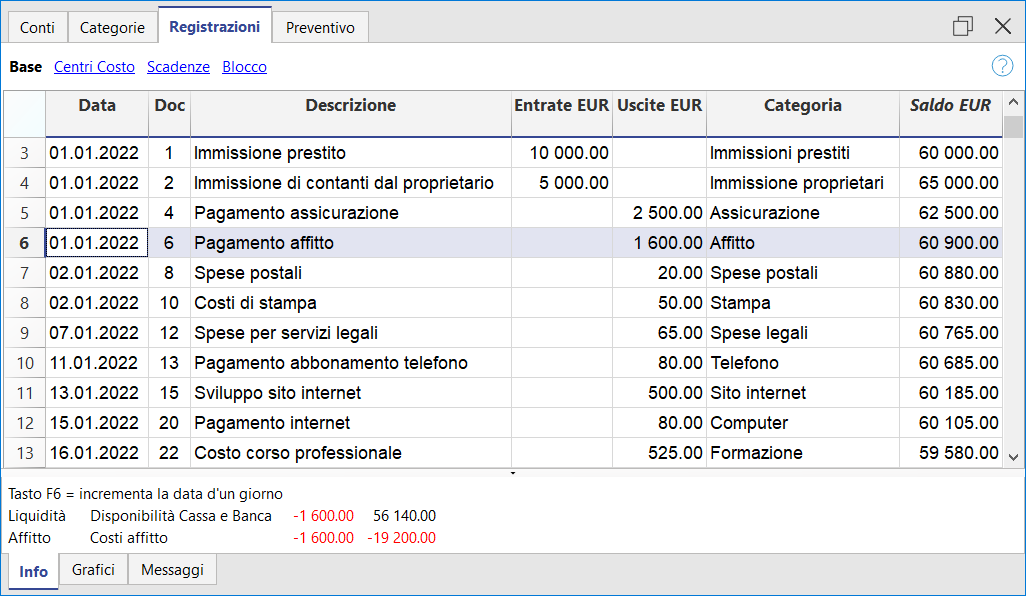 Conti Categorie Registrazioni Preventivo
Base Centri Costo Scadenze Blocco ?
Data Doc Descrizione Entrate EUR Uscite EUR Categoria Saldo EUR
3 01.01.2022 1 Immissione prestito 10 000.00 Immissioni prestiti 60 000.00
4 01.01.2022 2 Immissione di contanti dal proprietario 5 000.00 Immissione proprietari 65 000.00
5 01.01.2022 4 Pagamento assicurazione 2 500.00 Assicurazione 62 500.00
6 01.01.2022 6 Pagamento affitto 1 600.00 Affitto 60 900.00
7 02.01.2022 8 Spese postali 20.00 Spese postali 60 880.00
8 02.01.2022 10 Costi di stampa 50.00 Stampa 60 830.00
9 07.01.2022 12 Spese per servizi legali 65.00 Spese legali 60 765.00
10 11.01.2022 13 Pagamento abbonamento telefono 80.00 Telefono 60 685.00
11 13.01.2022 15 Sviluppo sito internet 500.00 Sito internet 60 185.00
12 15.01.2022 20 Pagamento internet 80.00 Computer 60 105.00
13 16.01.2022 22 Costo corso professionale 525.00 Formazione 59 580.00
Tasto F6 = incrementa la data d'un giorno
Liquidità Disponibilità Cassa e Banca -1 600.00 56 140.00
Affitto Costi affitto -1 600.00 -19 200.00
Info Grafici Messaggi